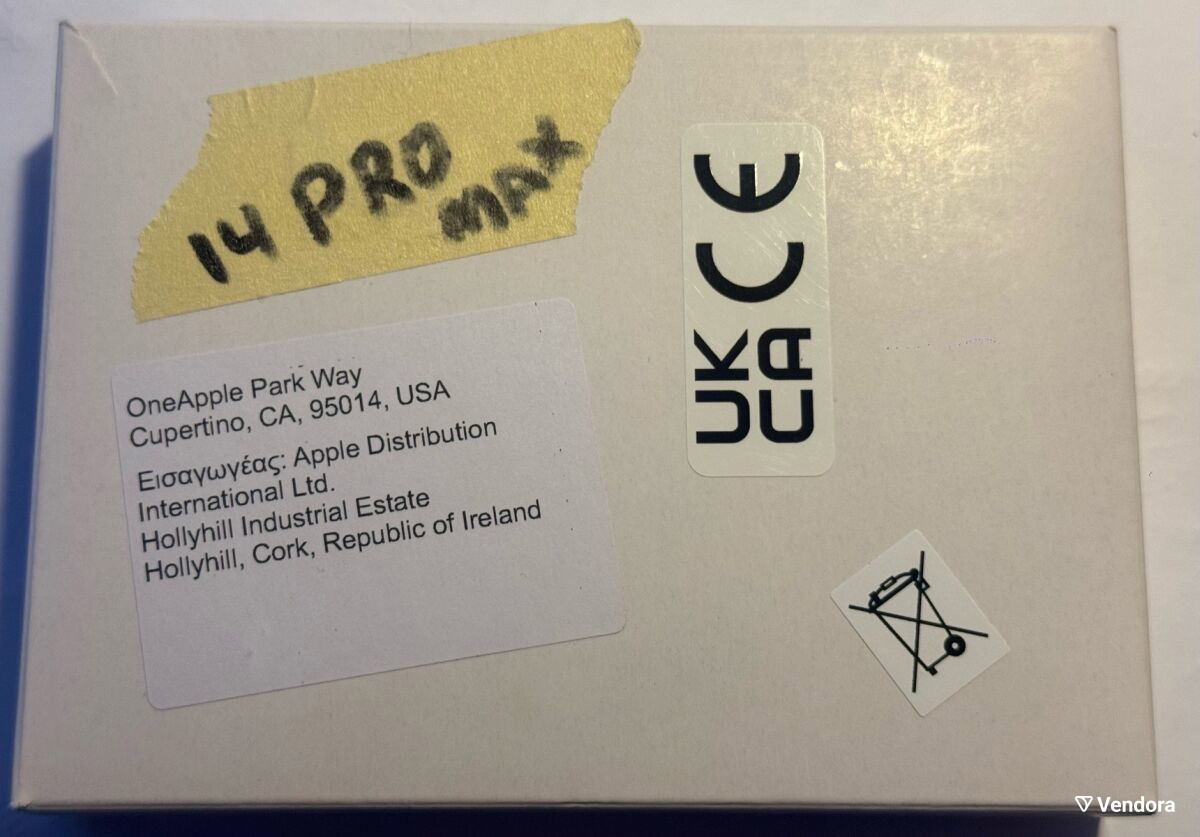 14 PRO
MAX
OneApple Park Way
Cupertino, CA, 95014, USA
Εισαγωγέας: Apple Distribution
International Ltd.
Hollyhill Industrial Estate
Hollyhill, Cork, Republic of Ireland
UK
CA
CE
Vendora